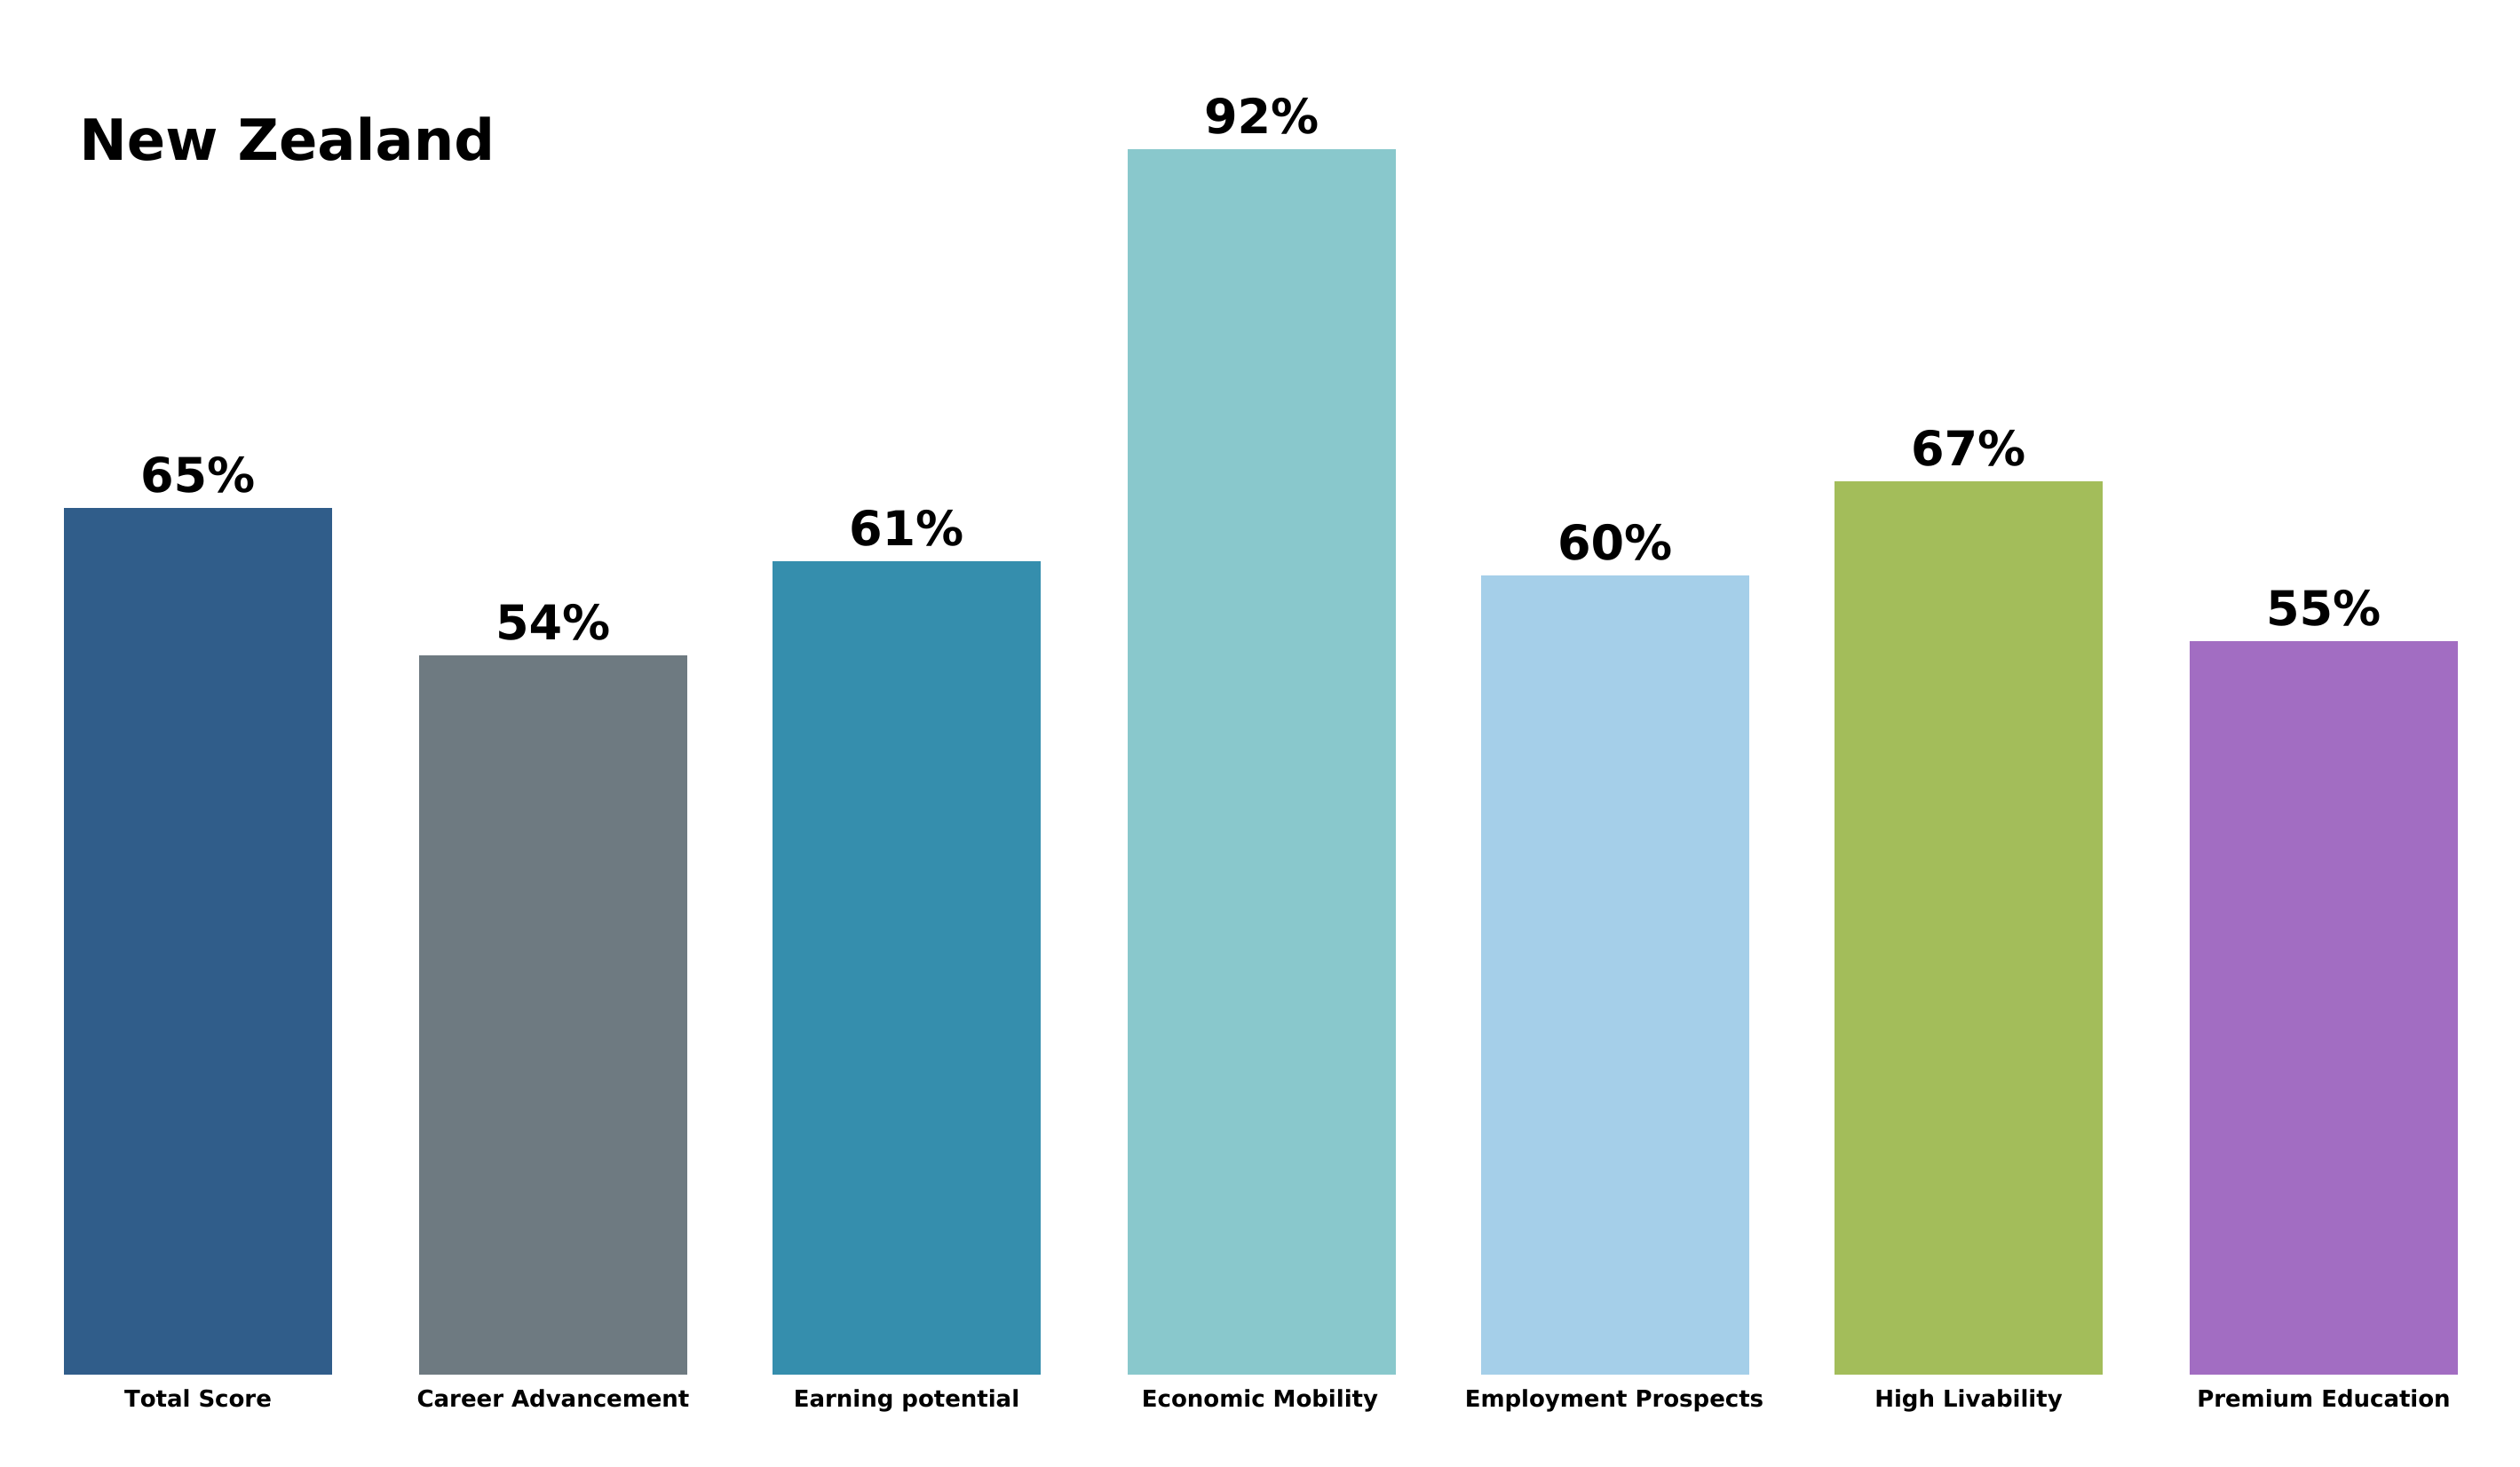 New Zealand
92%
65%
61%
67%
60%
54%
55%
Total Score
Career Advancement
Earning potential
Economic Mobility
Employment Prospects
High Livability
Premium Education